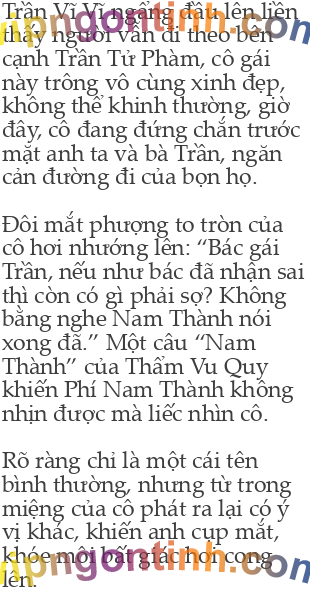 Trần Vĩ Vĩ ngẩng đầu lên liền
thấy người vẫn đi theo bên
cạnh Trần Tử Phàm, cô gái
này trông vô cùng xinh đẹp,
không thể khinh thường, giờ
đây, cô đang đứng chắn trước
mặt anh ta và bà Trần, ngăn
cản đường đi của bọn họ.
Đôi mắt phượng to tròn của
cô hơi nhướng lên: “Bác gái
Trần, nếu như bác đã nhận sai
thì còn có gì phải sợ? Không
bằng nghe Nam Thành nói
xong đã.” Một câu “Nam
Thành” của Thẩm Vu Quy
khiến Phí Nam Thành không
nhịn được mà liếc nhìn cô.
Rõ ràng chỉ là một cái tên
bình thường, nhưng từ trong
miệng của cô phát ra lại có ý
vị khác, khiến anh cụp mắt,
khóe môi bất giác hơi cong
lên.